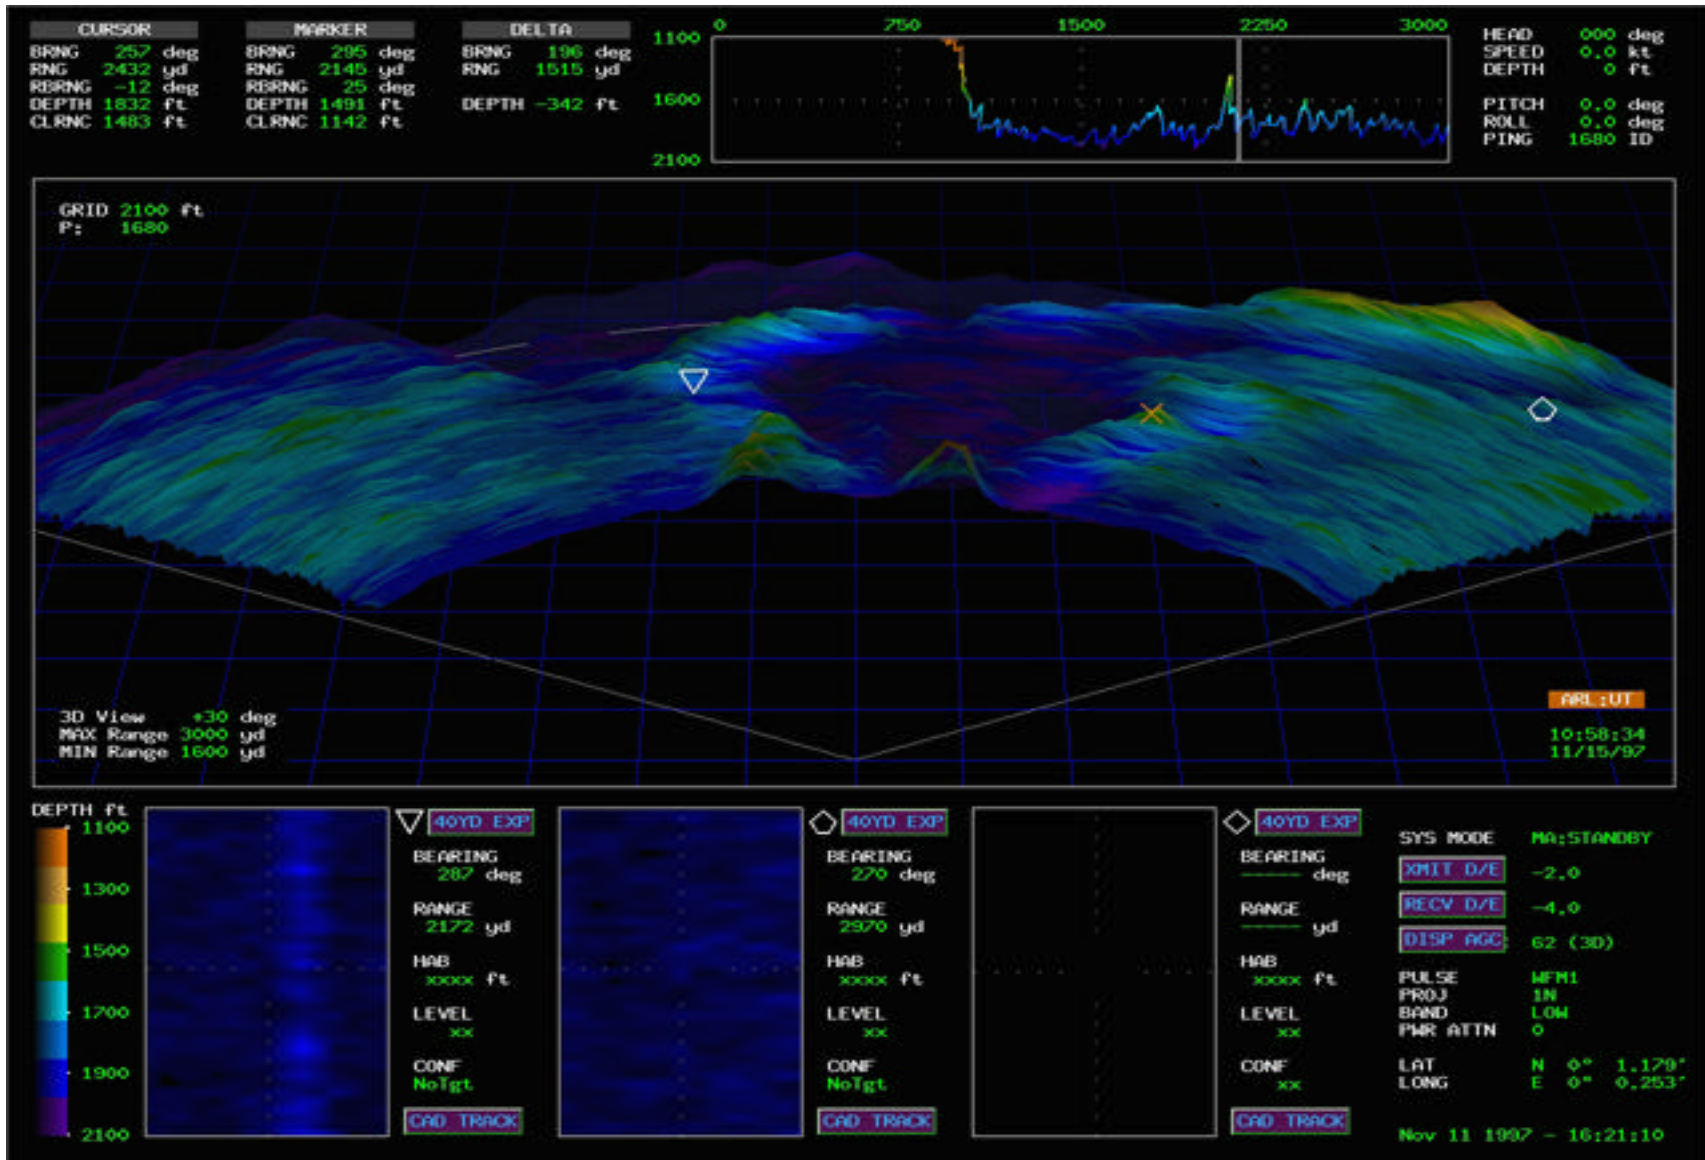 CURSOR
BRNG 257 deg
RNG 2432 yd
RBRNG -12 deg
DEPTH 1832 ft
CLRNC 1483 ft
MARKER
BRNG 295 deg
RNG 2145 yd
RBRNG 25 deg
DEPTH 1491 ft
CLRNC 1142 ft
DELTA
BRNG 196 deg
RNG 1515 yd
DEPTH -342 ft
0 750 1500 2250 3000
1100
1600
2100
HEAD 000 deg
SPEED 0.0 kt
DEPTH 0 ft
PITCH 0.0 deg
ROLL 0.0 deg
PING 1680 ID
GRID 2100 ft
P: 1680
3D View +30 deg
MAX Range 3000 yd
MIN Range 1600 yd
ARL:UT
10:58:34
11/15/97
DEPTH ft
1100
1300
1500
1700
1900
2100
40YD EXP
BEARING
287 deg
RANGE
2172 yd
HAB
xxxx ft
LEVEL
xx
CONF
NoTgt
CAD TRACK
40YD EXP
BEARING
270 deg
RANGE
2970 yd
HAB
xxxx ft
LEVEL
xx
CONF
NoTgt
CAD TRACK
40YD EXP
BEARING
----- deg
RANGE
----- yd
HAB
xxxx ft
LEVEL
xx
CONF
xx
CAD TRACK
SYS MODE MA:STANDBY
XMIT D/E -2.0
RECV D/E -4.0
DISP AGC: 62 (3D)
PULSE WFM1
PROJ 1N
BAND LOW
PWR ATTN 0
LAT N 0° 1.179'
LONG E 0° 0.253'
Nov 11 1997 - 16:21:10